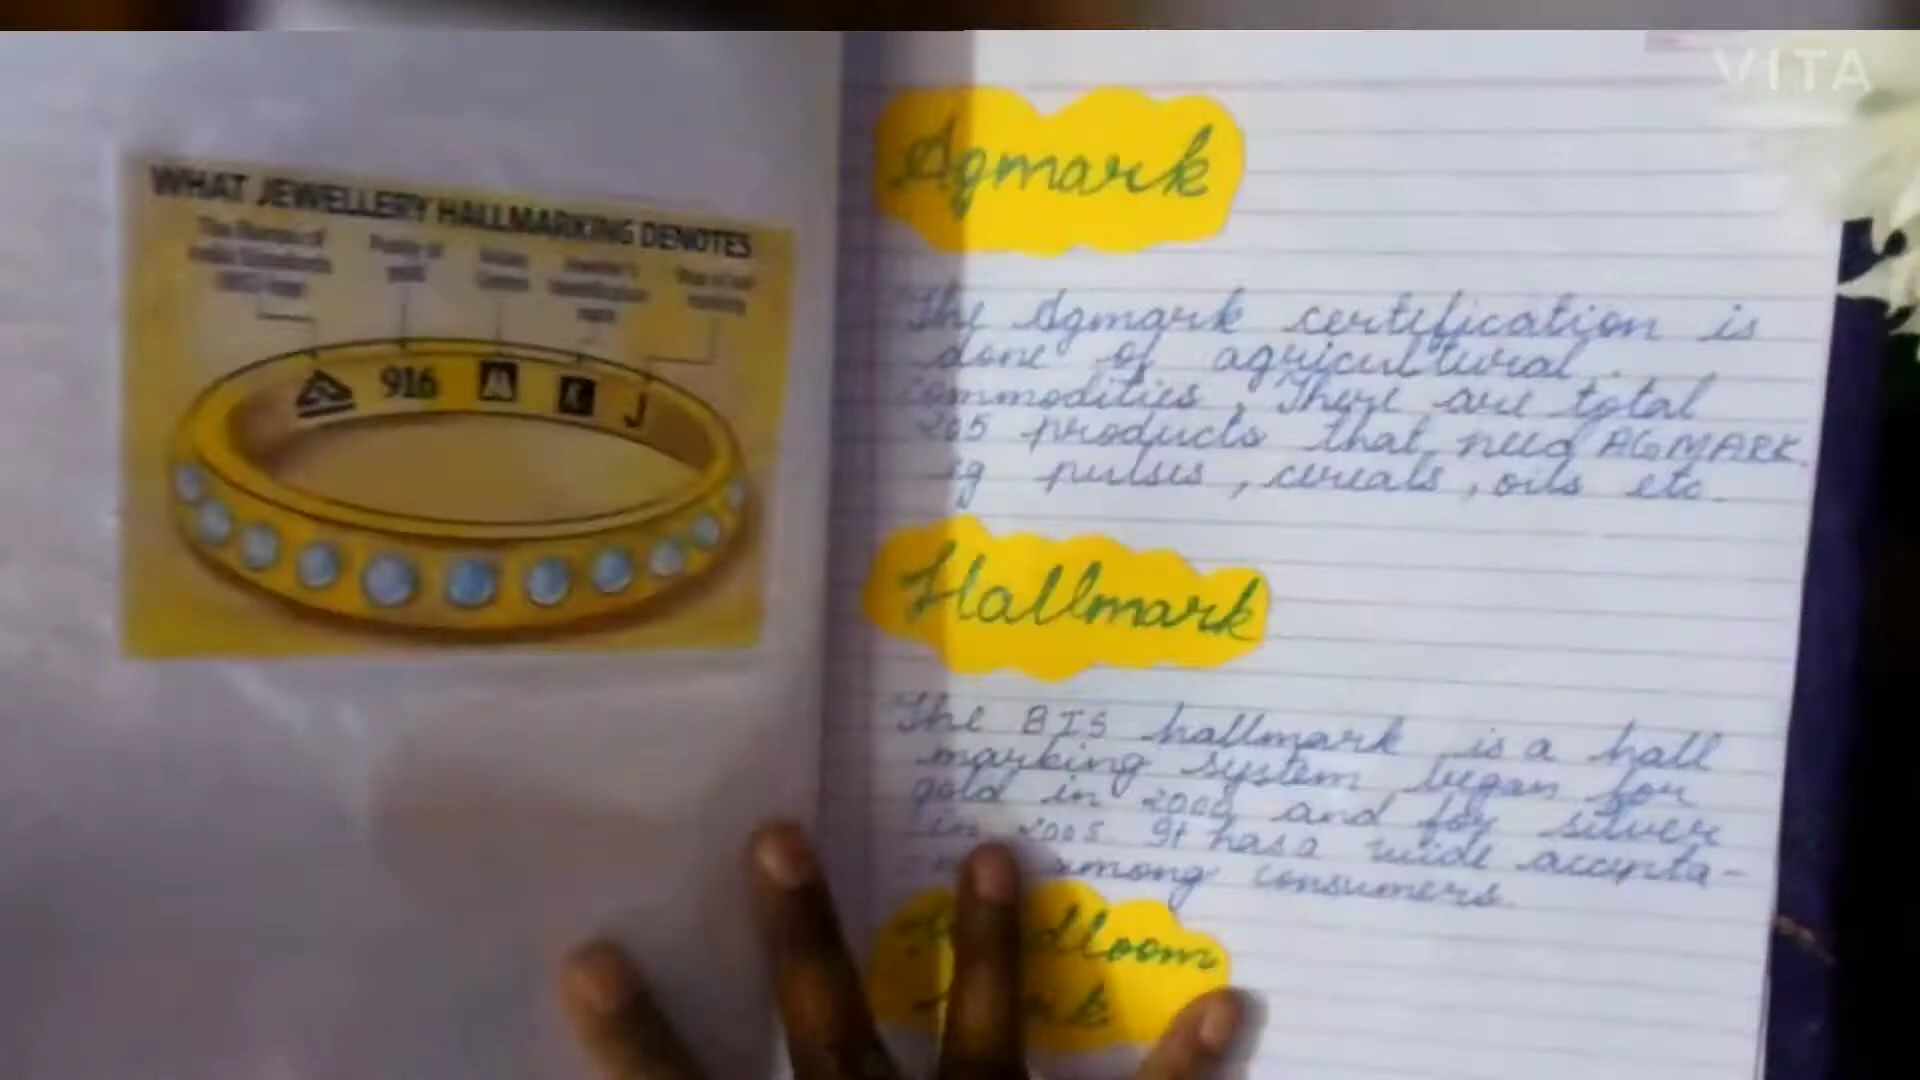 WHAT JEWELLERY HALLMARKING DENOTES
916
K
J
VITA
Agmark
The Agmark certification is
done of agricultural
commodities, There are total
205 products that need AGMARK.
eg pulses, cereals, oils etc.
Hallmark
The BIS hallmark is a hall
marking system began for
gold in 2000 and for silver
in 2005 It has a wide accepta-
among consumers.